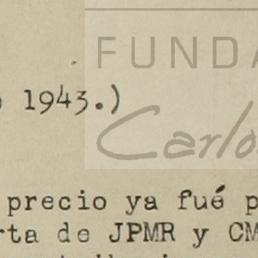 FUNDA
1943.)
Carlo
precio ya fué p
rta de JPMR y CM